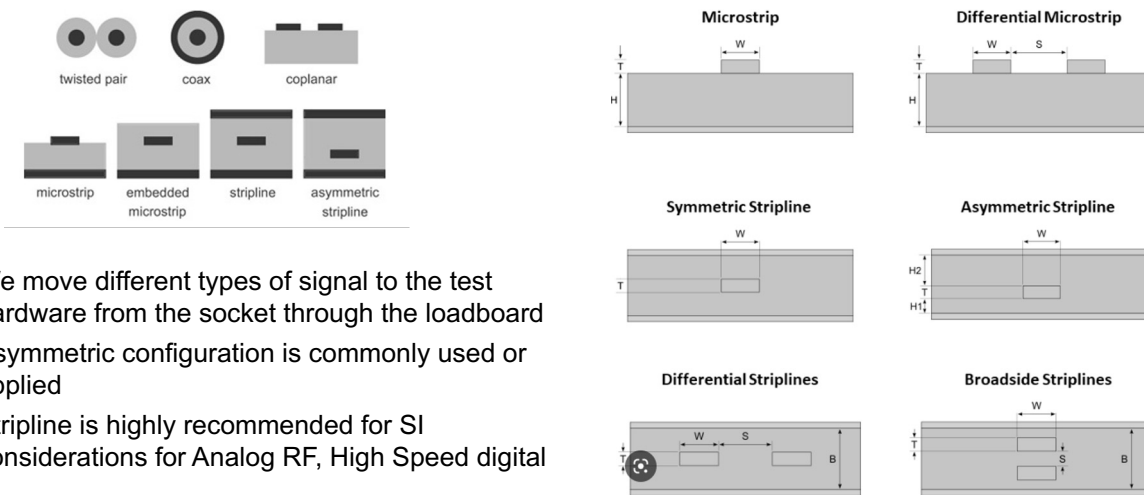 twisted pair
coax
coplanar
microstrip
embedded
microstrip
stripline
asymmetric
stripline
e move different types of signal to the test
ardware from the socket through the loadboard
symmetric configuration is commonly used or
plied
tripline is highly recommended for SI
onsiderations for Analog RF, High Speed digital
Microstrip
W
T
H
Differential Microstrip
W
S
T
H
Symmetric Stripline
W
T
Asymmetric Stripline
W
H2
T
H1
Differential Striplines
W
S
T
B
Broadside Striplines
W
T
S
B